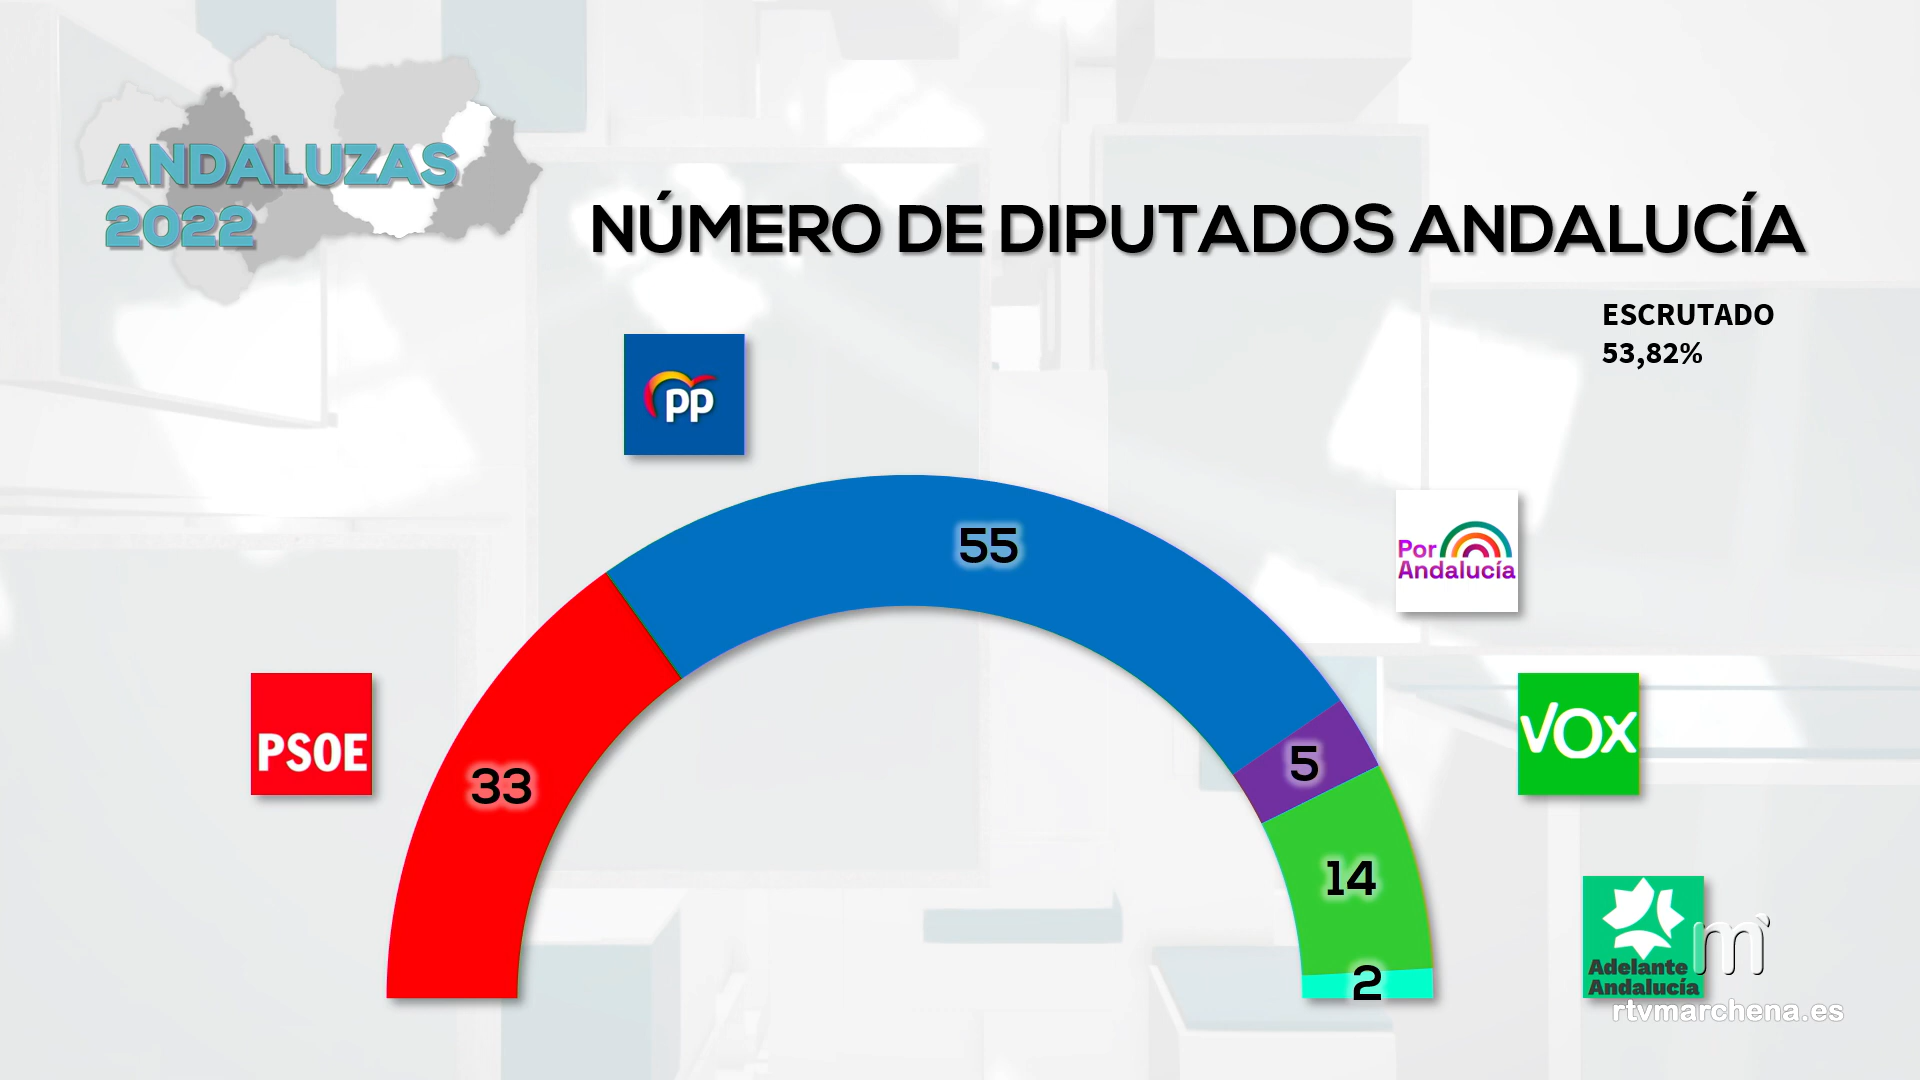 ANDALUZAS
2022
NÚMERO DE DIPUTADOS ANDALUCÍA
ESCRUTADO
53,82%
pp
55
Por
Andalucía
PSOE
33
5
VOX
14
2
Adelante
Andalucía
m
rtvmarchena.es